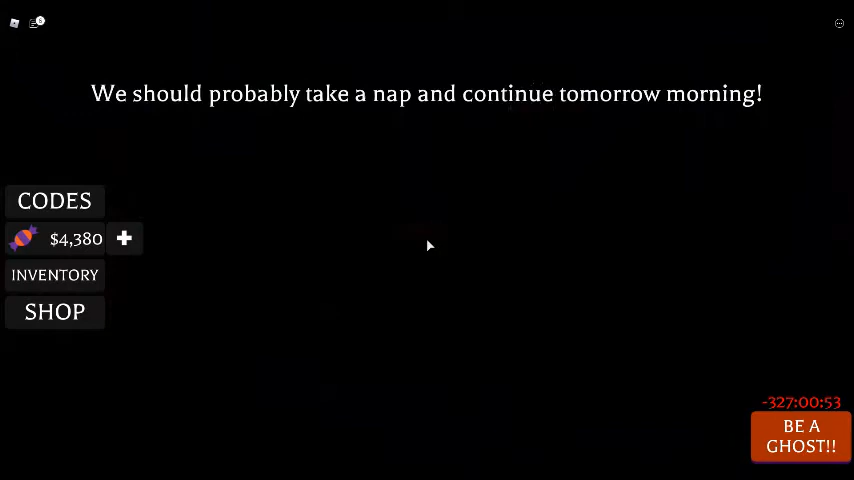 6
We should probably take a nap and continue tomorrow morning!
CODES
$4,380 +
INVENTORY
SHOP
-327:00:53
BE A
GHOST!!